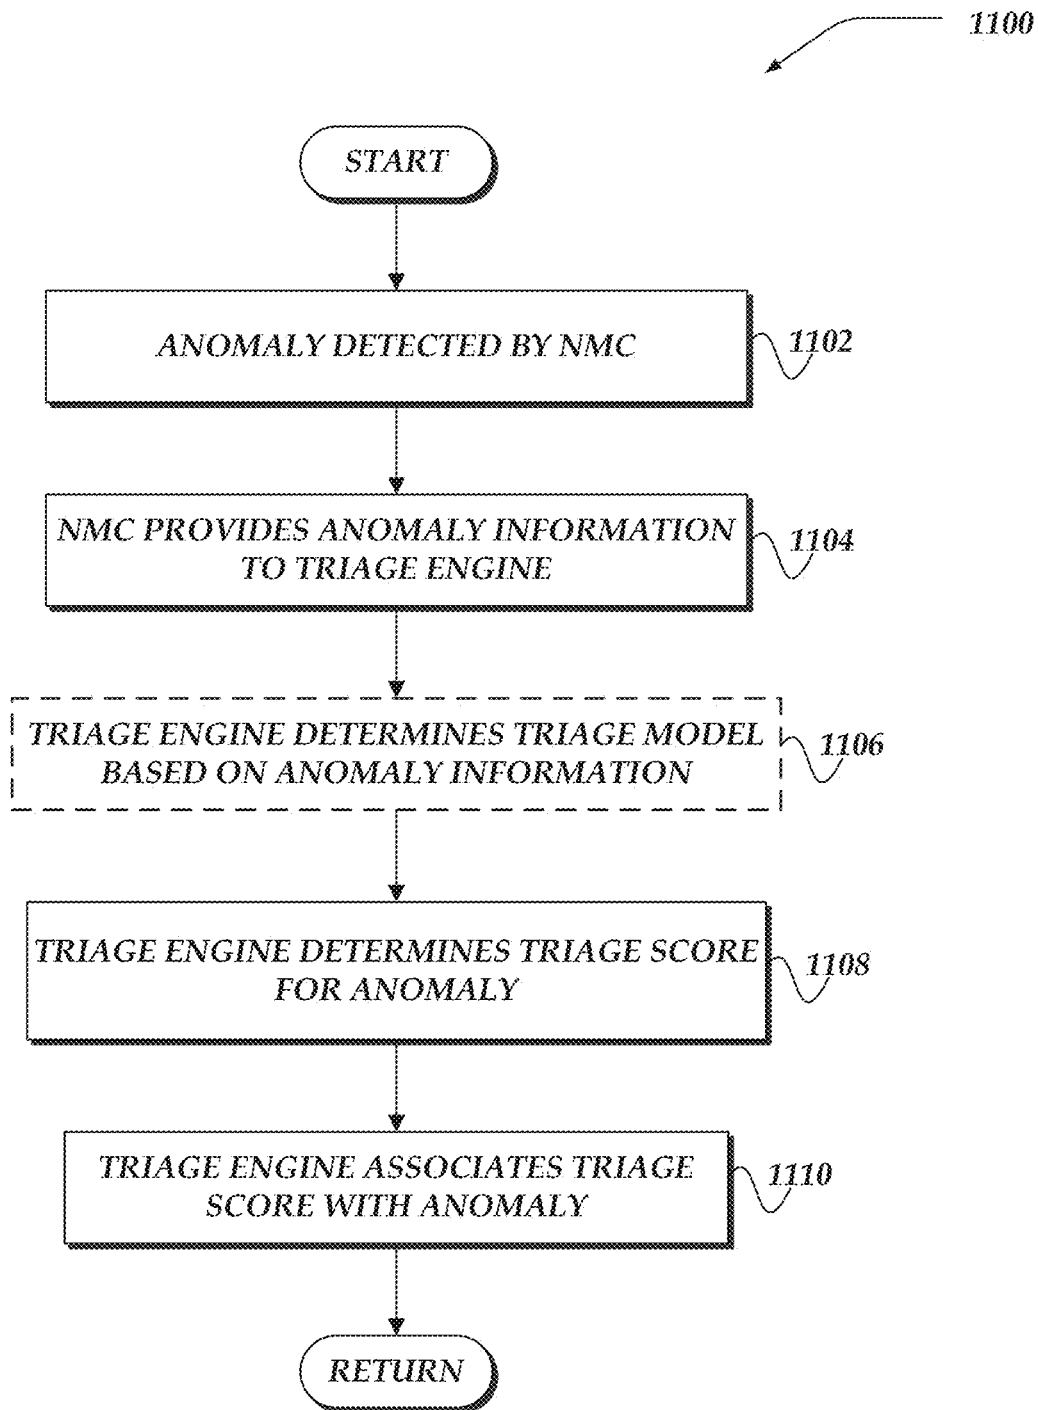 1100
START
ANOMALY DETECTED BY NMC
1102
NMC PROVIDES ANOMALY INFORMATION
TO TRIAGE ENGINE
1104
TRIAGE ENGINE DETERMINES TRIAGE MODEL
BASED ON ANOMALY INFORMATION
1106
TRIAGE ENGINE DETERMINES TRIAGE SCORE
FOR ANOMALY
1108
TRIAGE ENGINE ASSOCIATES TRIAGE
SCORE WITH ANOMALY
1110
RETURN